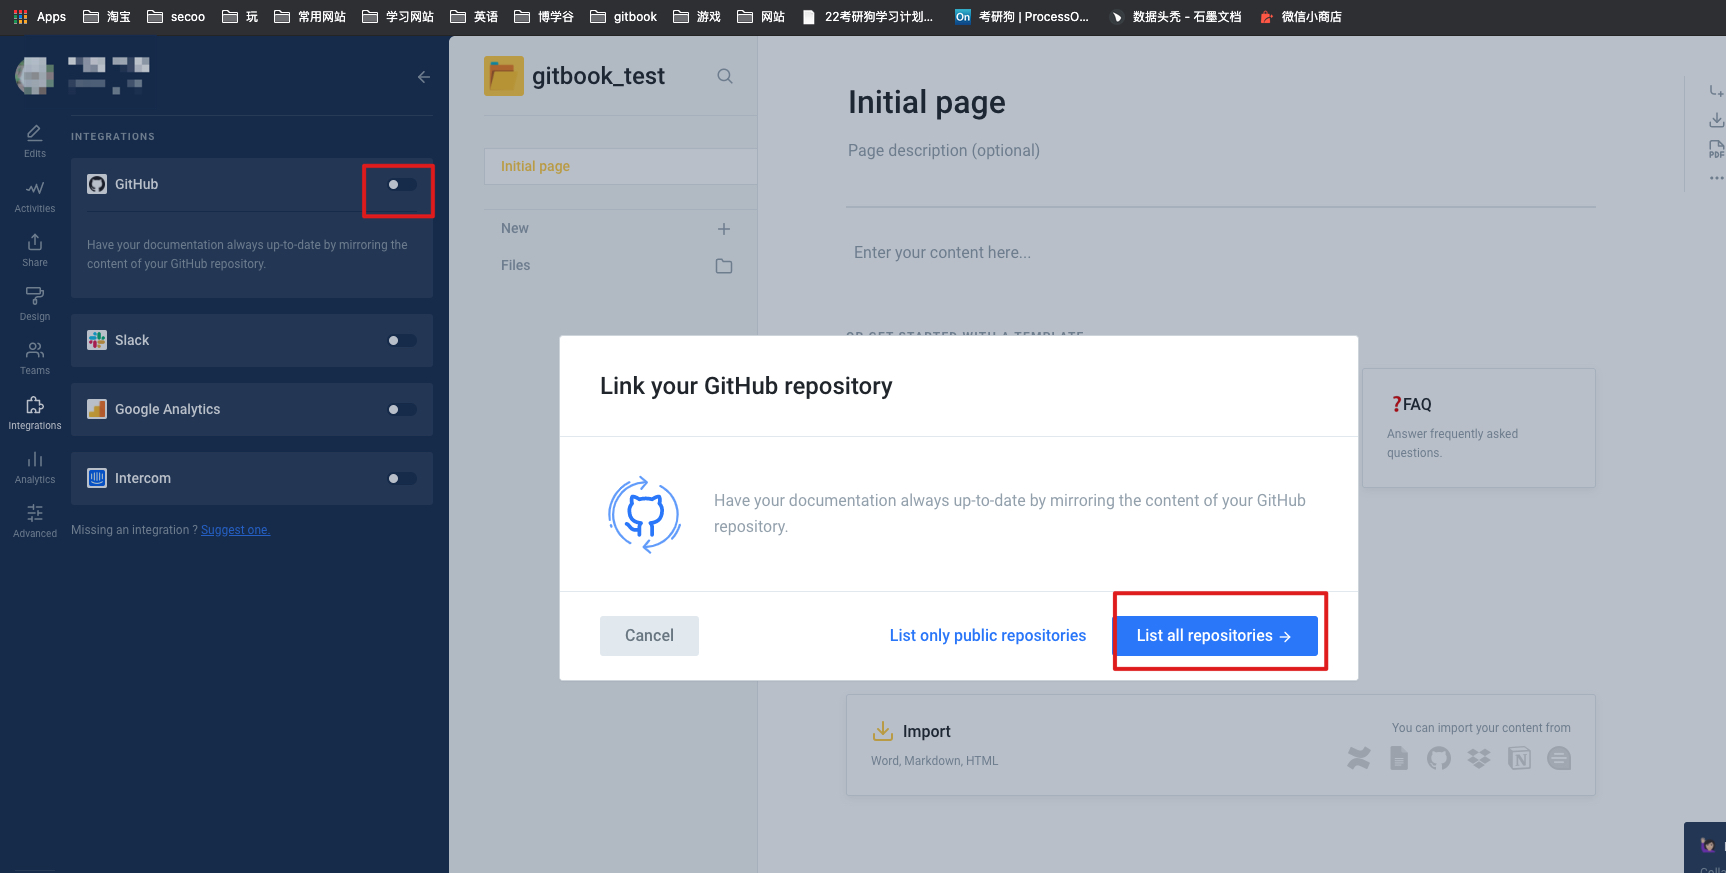 Apps 淘宝 secoo 玩 常用网站 学习网站 英语 博学谷 gitbook 游戏 网站 22考研狗学习计划... On 考研狗 | ProcessO... 数据头秃 - 石墨文档 微信小商店
INTEGRATIONS
Edits
Activities
Share
Design
Teams
Integrations
Analytics
Advanced
GitHub
Have your documentation always up-to-date by mirroring the
content of your GitHub repository.
Slack
Google Analytics
Intercom
Missing an integration ? Suggest one.
gitbook_test
Initial page
New
Files
Initial page
Page description (optional)
Enter your content here...
OR GET STARTED WITH A TEMPLATE
PDF
Link your GitHub repository
Have your documentation always up-to-date by mirroring the content of your GitHub
repository.
Cancel
List only public repositories
List all repositories →
❓FAQ
Answer frequently asked
questions.
Import
Word, Markdown, HTML
You can import your content from